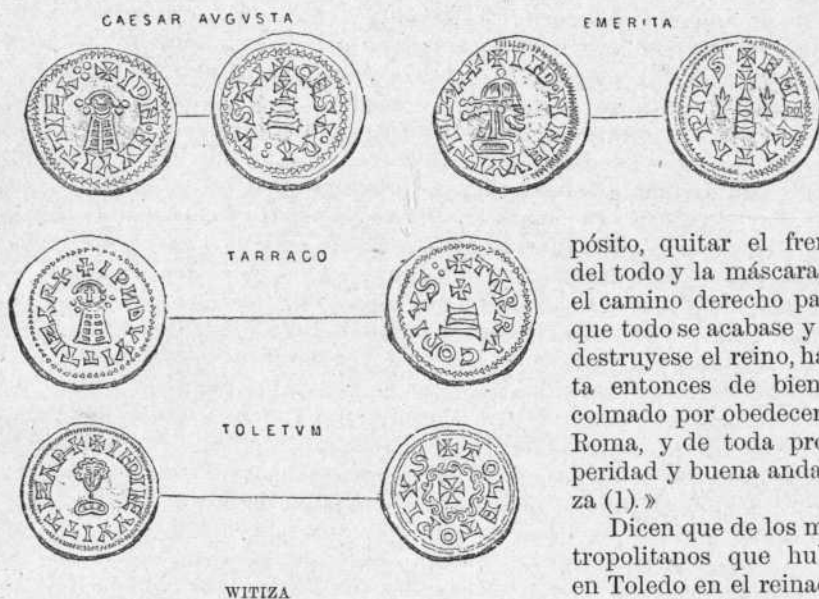 CAESAR AVGVSTA
EMERITA
TARRACO
TOLETVM
WITIZA
pósito, quitar el fren
del todo y la máscara
el camino derecho pa
que todo se acabase y
destruyese el reino, ha
ta entonces de bien
colmado por obedecer
Roma, y de toda pro
peridad y buena anda
za (1).»
Dicen que de los m
tropolitanos que hu
en Toledo en el reina